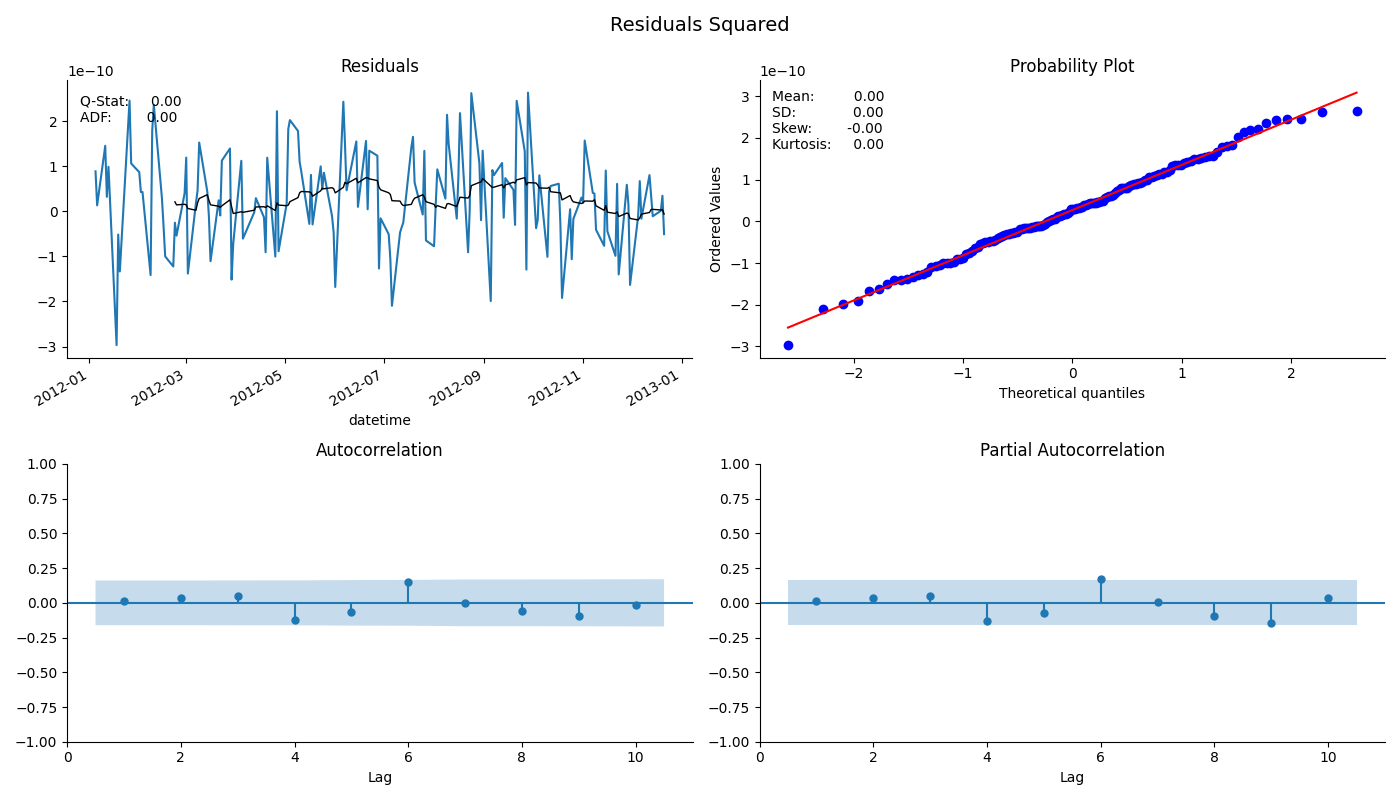 Residuals Squared
Residuals
1e−10
Q-Stat: 0.00
ADF: 0.00
2
1
0
−1
−2
−3
2012-01 2012-03 2012-05 2012-07 2012-09 2012-11 2013-01
datetime
Probability Plot
1e−10
Mean: 0.00
SD: 0.00
Skew: -0.00
Kurtosis: 0.00
Ordered Values
3
2
1
0
−1
−2
−3
−2 −1 0 1 2
Theoretical quantiles
Autocorrelation
1.00
0.75
0.50
0.25
0.00
−0.25
−0.50
−0.75
−1.00
0 2 4 6 8 10
Lag
Partial Autocorrelation
1.00
0.75
0.50
0.25
0.00
−0.25
−0.50
−0.75
−1.00
0 2 4 6 8 10
Lag